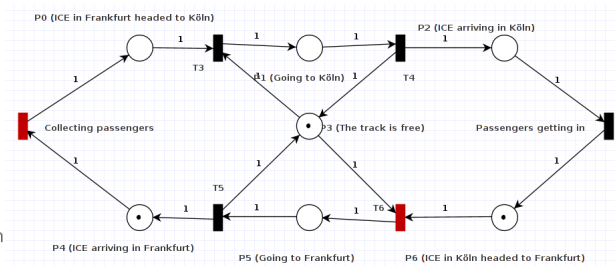 P0 (ICE in Frankfurt headed to Köln)
P2 (ICE arriving in Köln)
1
1
1
1
T3
P1 (Going to Köln)
T4
1
1
1
1
Collecting passengers
P3 (The track is free)
Passengers getting in
1
1
1
1
T5
T6
1
1
1
1
P4 (ICE arriving in Frankfurt)
P5 (Going to Frankfurt)
P6 (ICE in Köln headed to Frankfurt)